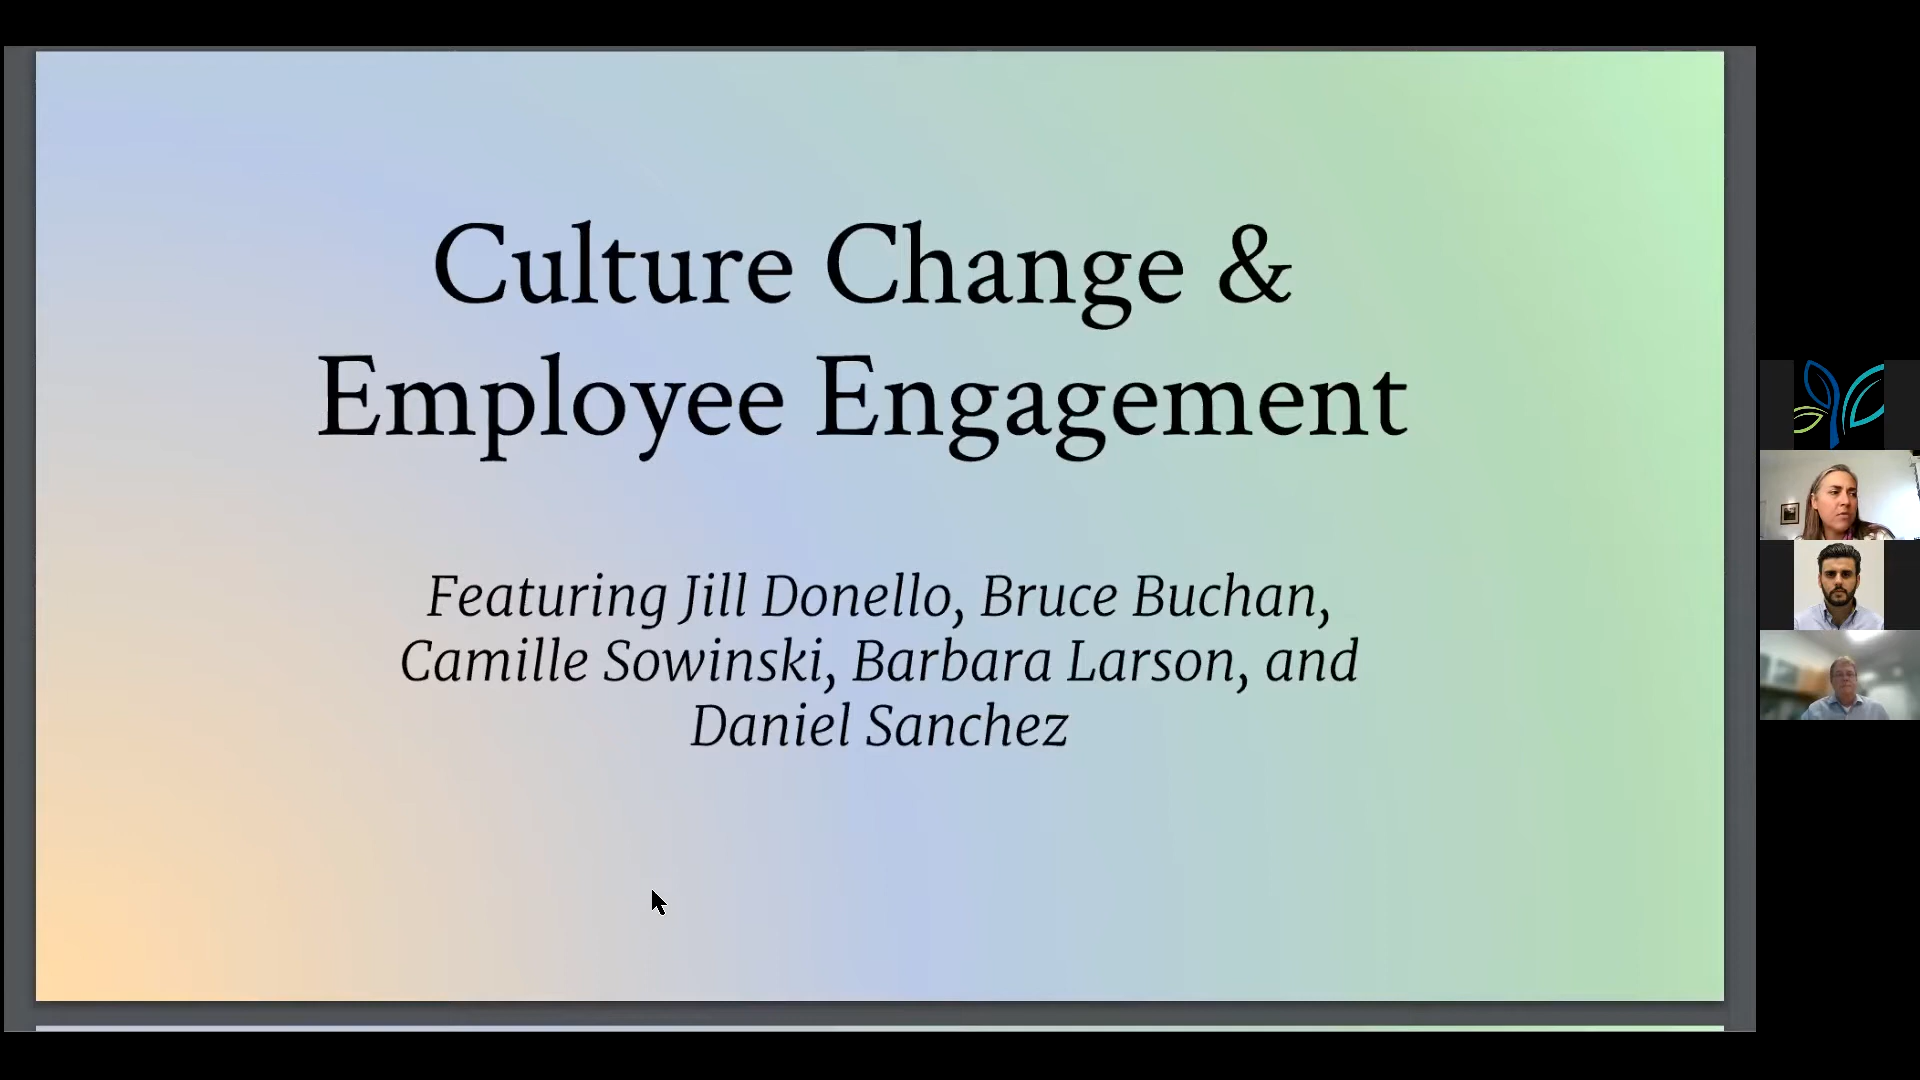 Culture Change &
Employee Engagement
Featuring Jill Donello, Bruce Buchan,
Camille Sowinski, Barbara Larson, and
Daniel Sanchez